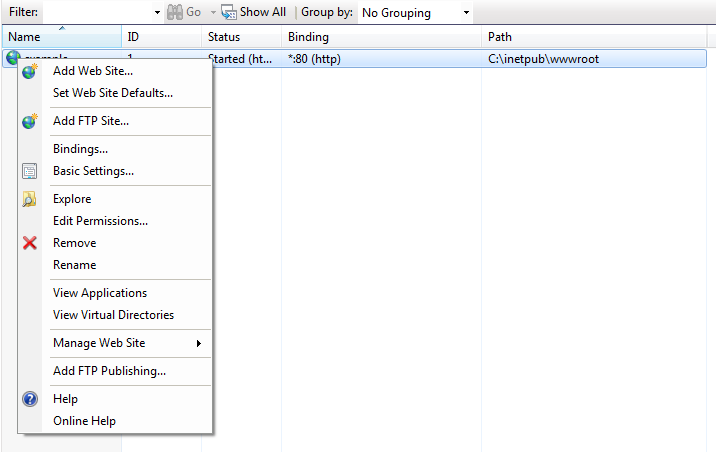 Filter: Go Show All Group by: No Grouping
Name ID Status Binding Path
Started (ht... *:80 (http) C:\inetpub\wwwroot
Add Web Site...
Set Web Site Defaults...
Add FTP Site...
Bindings...
Basic Settings...
Explore
Edit Permissions...
Remove
Rename
View Applications
View Virtual Directories
Manage Web Site
Add FTP Publishing...
Help
Online Help